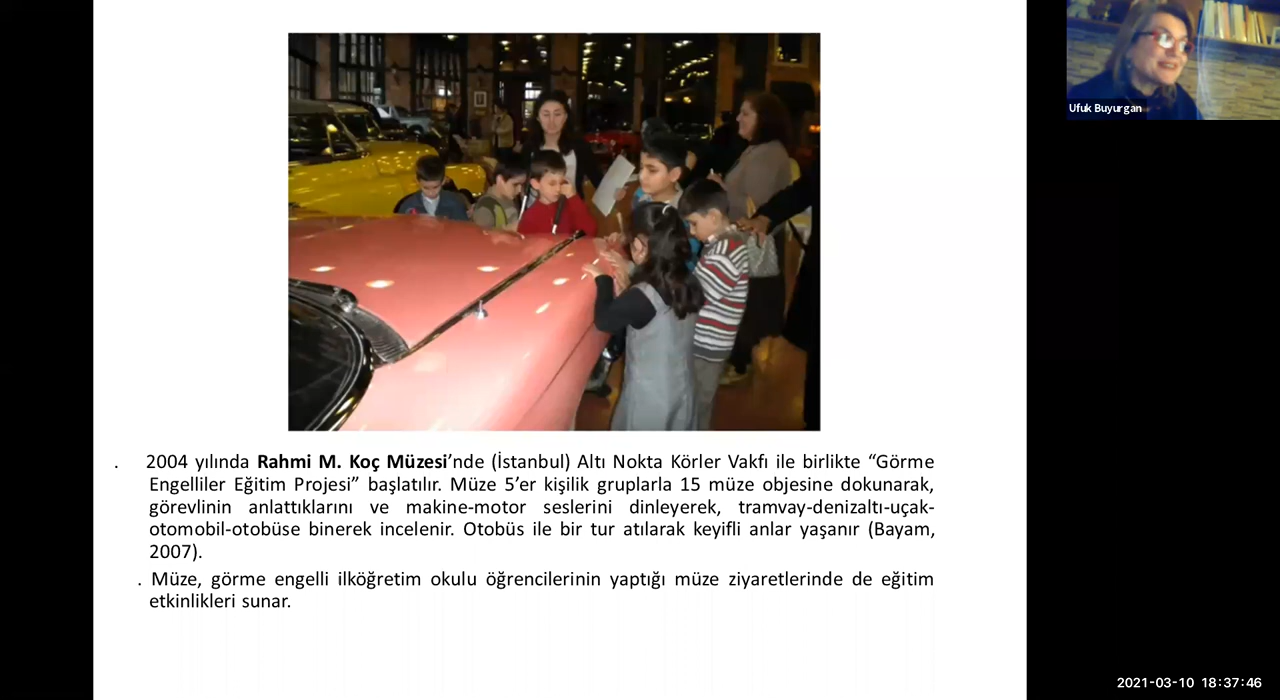 Ufuk Buyurgan
. 2004 yılında Rahmi M. Koç Müzesi’nde (İstanbul) Altı Nokta Körler Vakfı ile birlikte “Görme
Engelliler Eğitim Projesi” başlatılır. Müze 5’er kişilik gruplarla 15 müze objesine dokunarak,
görevlinin anlattıklarını ve makine-motor seslerini dinleyerek, tramvay-denizaltı-uçak-
otomobil-otobüse binerek incelenir. Otobüs ile bir tur atılarak keyifli anlar yaşanır (Bayam,
2007).
. Müze, görme engelli ilköğretim okulu öğrencilerinin yaptığı müze ziyaretlerinde de eğitim
etkinlikleri sunar.
2021-03-10 18:37:46